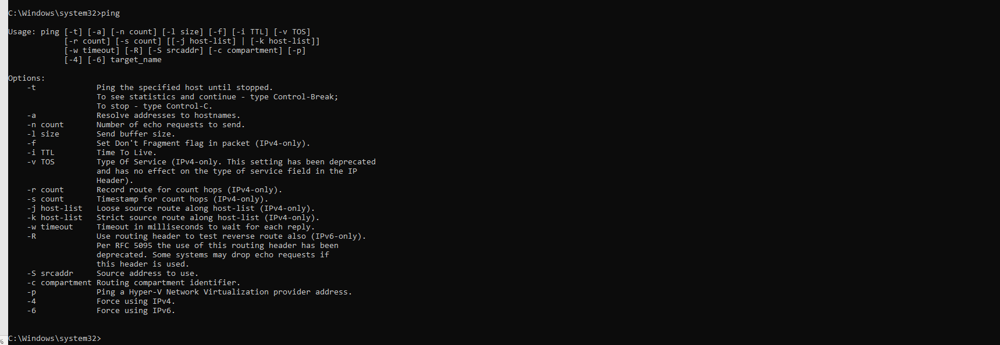 C:\Windows\system32>ping
Usage: ping [-t] [-a] [-n count] [-l size] [-f] [-i TTL] [-v TOS]
            [-r count] [-s count] [[-j host-list] | [-k host-list]]
            [-w timeout] [-R] [-S srcaddr] [-c compartment] [-p]
            [-4] [-6] target_name
Options:
    -t             Ping the specified host until stopped.
                   To see statistics and continue - type Control-Break;
                   To stop - type Control-C.
    -a             Resolve addresses to hostnames.
    -n count       Number of echo requests to send.
    -l size        Send buffer size.
    -f             Set Don't Fragment flag in packet (IPv4-only).
    -i TTL         Time To Live.
    -v TOS         Type Of Service (IPv4-only. This setting has been deprecated
                   and has no effect on the type of service field in the IP
                   Header).
    -r count       Record route for count hops (IPv4-only).
    -s count       Timestamp for count hops (IPv4-only).
    -j host-list   Loose source route along host-list (IPv4-only).
    -k host-list   Strict source route along host-list (IPv4-only).
    -w timeout     Timeout in milliseconds to wait for each reply.
    -R             Use routing header to test reverse route also (IPv6-only).
                   Per RFC 5095 the use of this routing header has been
                   deprecated. Some systems may drop echo requests if
                   this header is used.
    -S srcaddr     Source address to use.
    -c compartment Routing compartment identifier.
    -p             Ping a Hyper-V Network Virtualization provider address.
    -4             Force using IPv4.
    -6             Force using IPv6.
C:\Windows\system32>
%